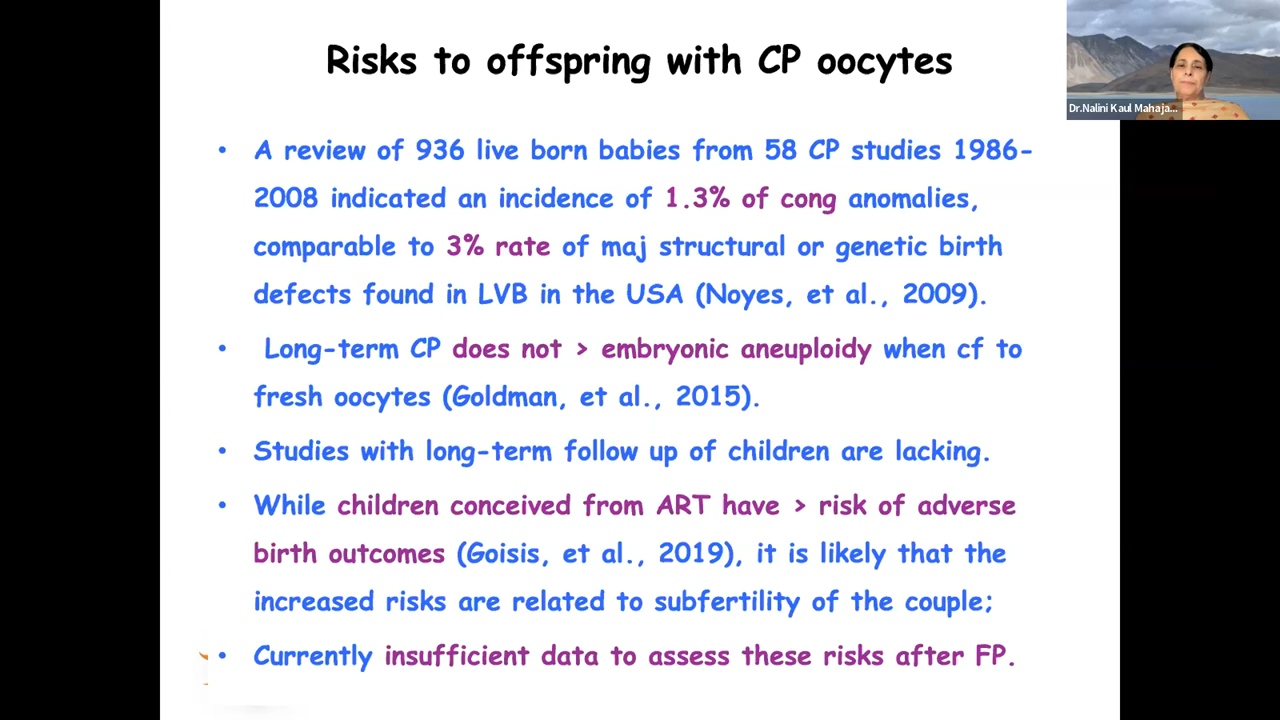 Risks to offspring with CP oocytes
Dr.Nalini Kaul Mahaja...
• A review of 936 live born babies from 58 CP studies 1986-
2008 indicated an incidence of 1.3% of cong anomalies,
comparable to 3% rate of maj structural or genetic birth
defects found in LVB in the USA (Noyes, et al., 2009).
• Long-term CP does not > embryonic aneuploidy when cf to
fresh oocytes (Goldman, et al., 2015).
• Studies with long-term follow up of children are lacking.
• While children conceived from ART have > risk of adverse
birth outcomes (Goisis, et al., 2019), it is likely that the
increased risks are related to subfertility of the couple;
• Currently insufficient data to assess these risks after FP.